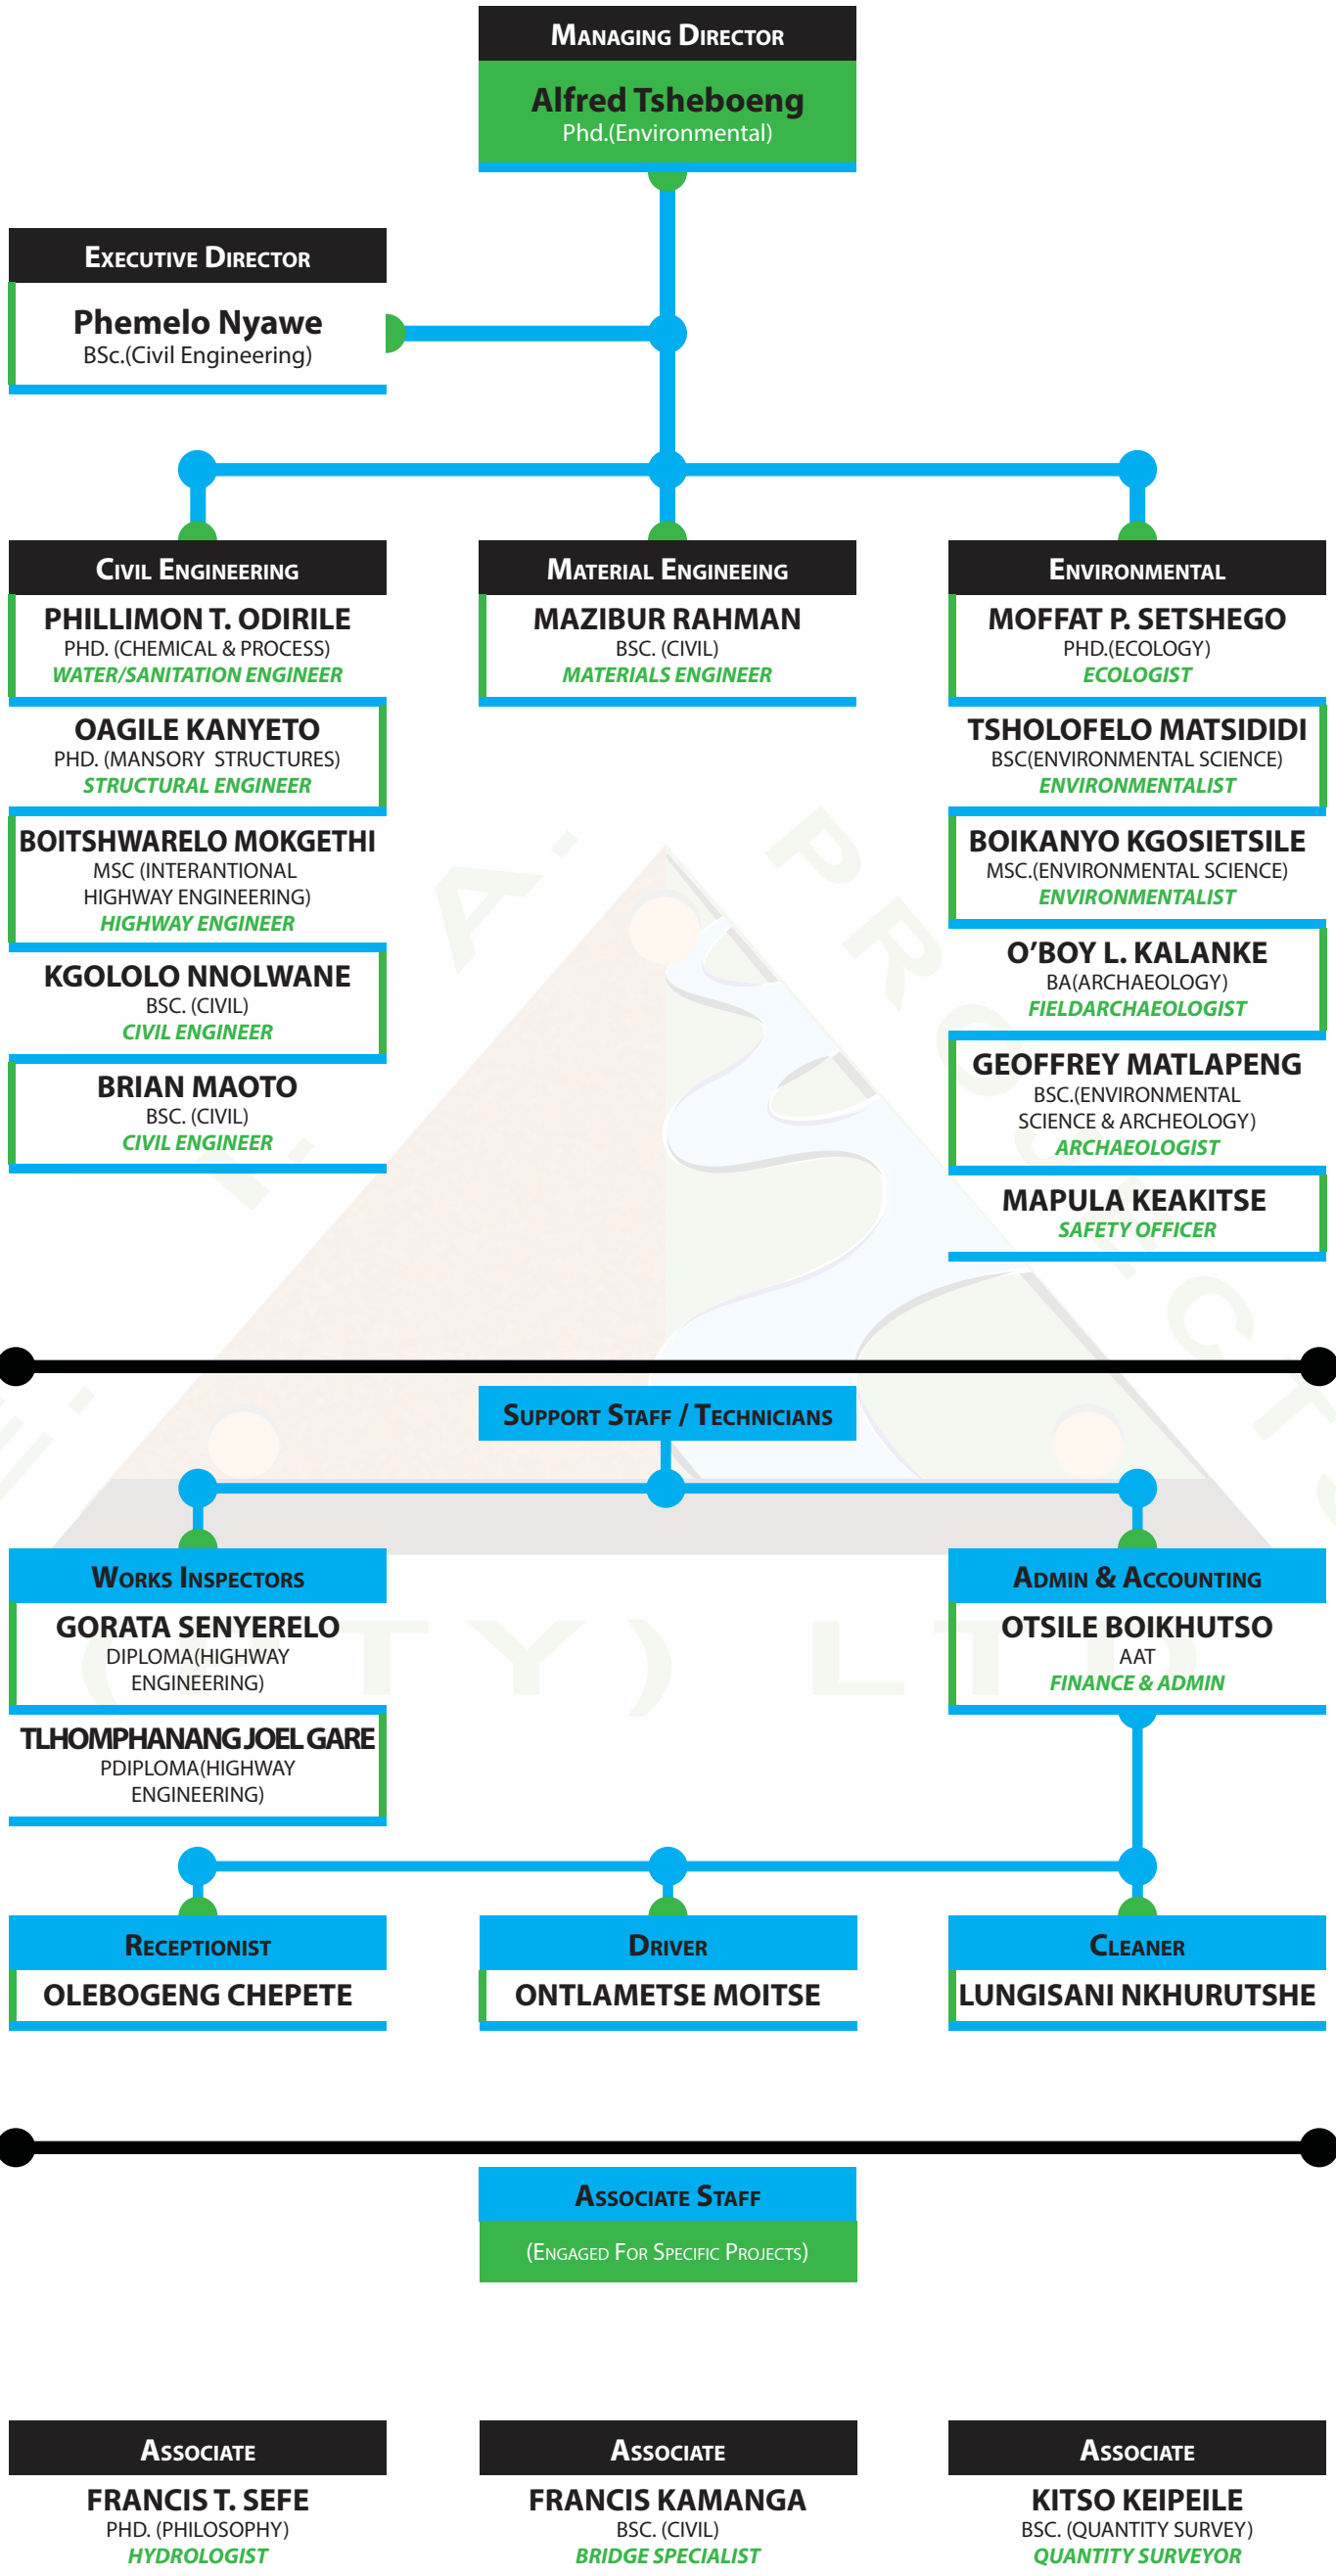 Managing Director
Alfred Tsheboeng
Phd.(Environmental)
Executive Director
Phemelo Nyawe
BSc.(Civil Engineering)
Civil Engineering
PHILLIMON T. ODIRILE
PHD. (CHEMICAL & PROCESS)
WATER/SANITATION ENGINEER
OAGILE KANYETO
PHD. (MANSORY STRUCTURES)
STRUCTURAL ENGINEER
BOITSHWARELO MOKGETHI
MSC (INTERANTIONAL
HIGHWAY ENGINEERING)
HIGHWAY ENGINEER
KGOLOLO NNOLWANE
BSC. (CIVIL)
CIVIL ENGINEER
BRIAN MAOTO
BSC. (CIVIL)
CIVIL ENGINEER
Material Engineeing
MAZIBUR RAHMAN
BSC. (CIVIL)
MATERIALS ENGINEER
Environmental
MOFFAT P. SETSHEGO
PHD.(ECOLOGY)
ECOLOGIST
TSHOLOFELO MATSIDIDI
BSC(ENVIRONMENTAL SCIENCE)
ENVIRONMENTALIST
BOIKANYO KGOSIETSILE
MSC.(ENVIRONMENTAL SCIENCE)
ENVIRONMENTALIST
O’BOY L. KALANKE
BA(ARCHAEOLOGY)
FIELDARCHAEOLOGIST
GEOFFREY MATLAPENG
BSC.(ENVIRONMENTAL
SCIENCE & ARCHEOLOGY)
ARCHAEOLOGIST
MAPULA KEAKITSE
SAFETY OFFICER
Support Staff / Technicians
Works Inspectors
GORATA SENYERELO
DIPLOMA(HIGHWAY
ENGINEERING)
TLHOMPHANANG JOEL GARE
PDIPLOMA(HIGHWAY
ENGINEERING)
Admin & Accounting
OTSILE BOIKHUTSO
AAT
FINANCE & ADMIN
Receptionist
OLEBOGENG CHEPETE
Driver
ONTLAMETSE MOITSE
Cleaner
LUNGISANI NKHURUTSHE
Associate Staff
(Engaged For Specific Projects)
Associate
FRANCIS T. SEFE
PHD. (PHILOSOPHY)
HYDROLOGIST
Associate
FRANCIS KAMANGA
BSC. (CIVIL)
BRIDGE SPECIALIST
Associate
KITSO KEIPEILE
BSC. (QUANTITY SURVEY)
QUANTITY SURVEYOR
E.I.A. PROJECTS
(PTY) LTD